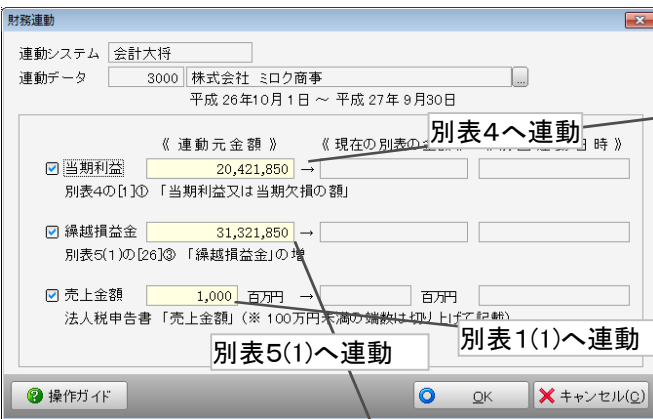 財務連動
連動システム 会計大将
連動データ 3000 株式会社 ミロク商事 ...
平成 26年10月 1日 ～ 平成 27年 9月30日
別表4へ連動
《 連動元金額 》 《 現在の別表の金額 》 日 時 》
当期利益 20,421,850 →
別表4の[1]① 「当期利益又は当期欠損の額」
繰越損益金 31,321,850 →
別表5(1)の[26]③ 「繰越損益金」の増
売上金額 1,000 百万円 → 百万円
法人税申告書 「売上金額」（※ 100万円未満の端数は切り上げて記載）
別表5(1)へ連動
別表1(1)へ連動
操作ガイド OK キャンセル(C)